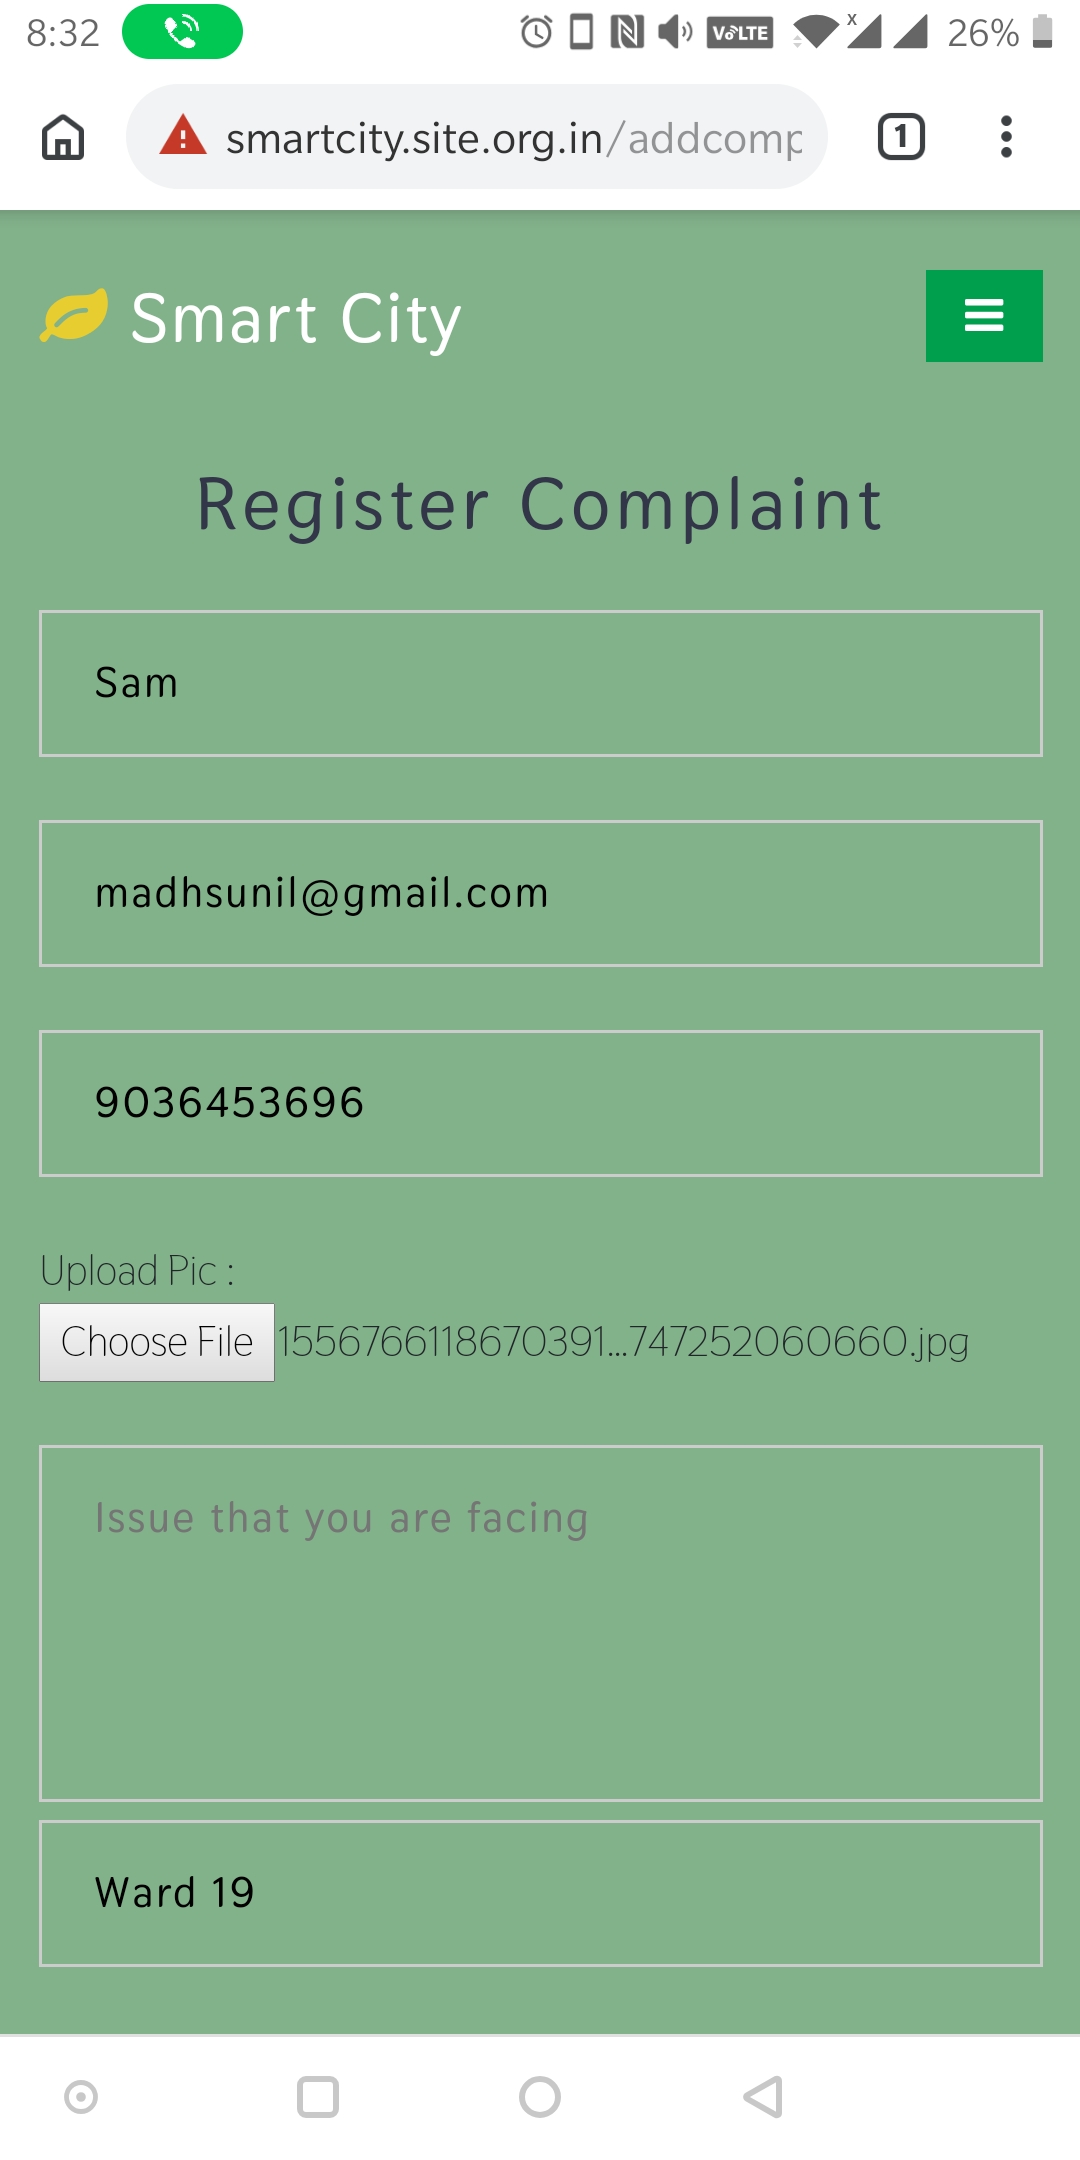 8:32
VoLTE
x
26%
smartcity.site.org.in/addcomp
1
Smart City
Register Complaint
Sam
madhsunil@gmail.com
9036453696
Upload Pic :
Choose File 1556766118670391...747252060660.jpg
Issue that you are facing
Ward 19